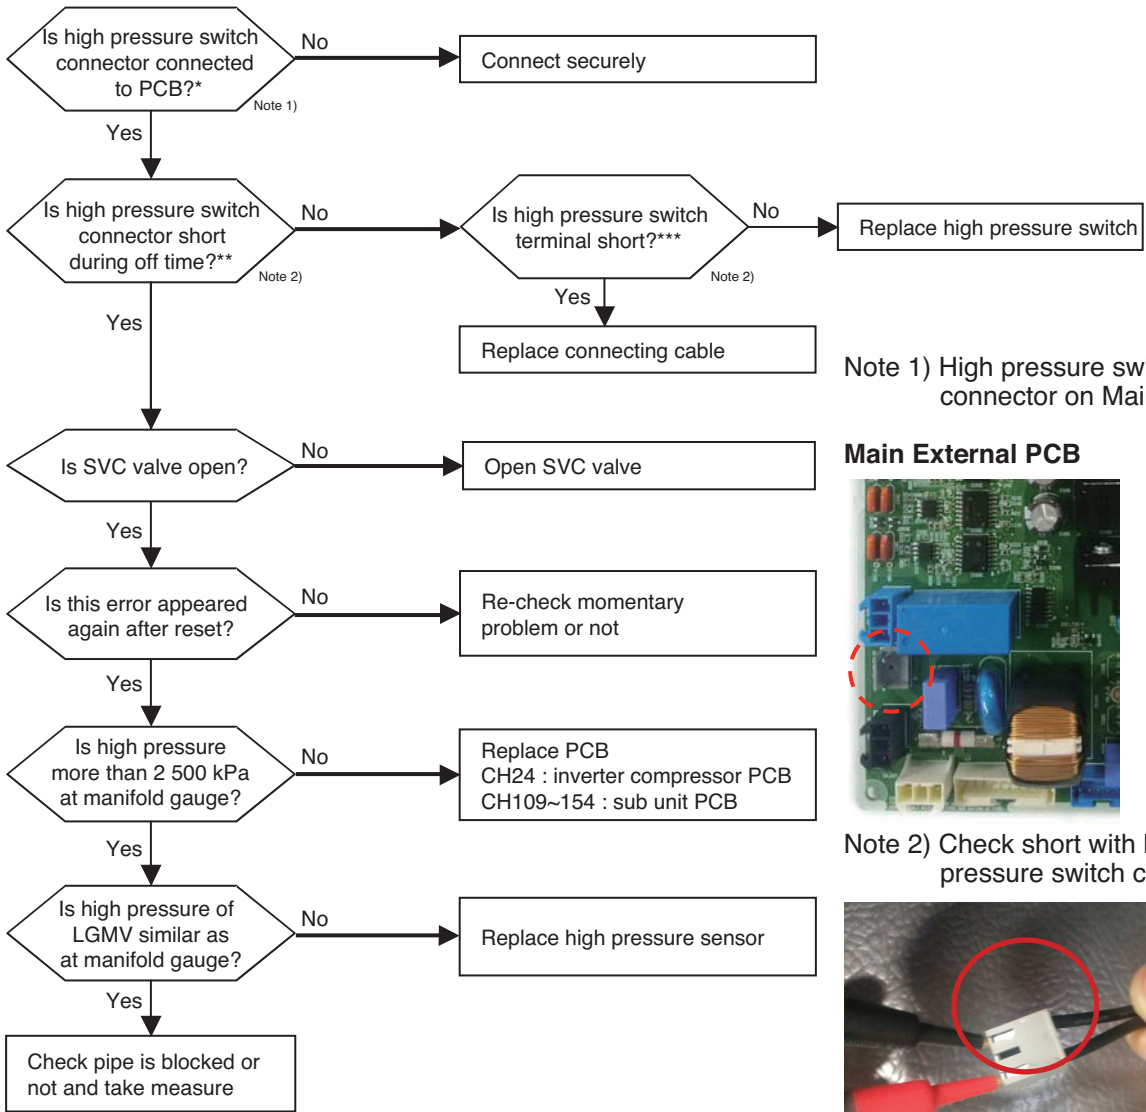 Is high pressure switch
connector connected
to PCB?*
Note 1)
No
Connect securely
Yes
Is high pressure switch
connector short
during off time?**
Note 2)
No
Is high pressure switch
terminal short?***
Note 2)
No
Replace high pressure switch
Yes
Replace connecting cable
Yes
Is SVC valve open?
No
Open SVC valve
Yes
Is this error appeared
again after reset?
No
Re-check momentary
problem or not
Yes
Is high pressure
more than 2 500 kPa
at manifold gauge?
No
Replace PCB
CH24 : inverter compressor PCB
CH109~154 : sub unit PCB
Yes
Is high pressure of
LGMV similar as
at manifold gauge?
No
Replace high pressure sensor
Yes
Check pipe is blocked or
not and take measure
Note 1) High pressure sw
connector on Mai
Main External PCB
Note 2) Check short with
pressure switch c